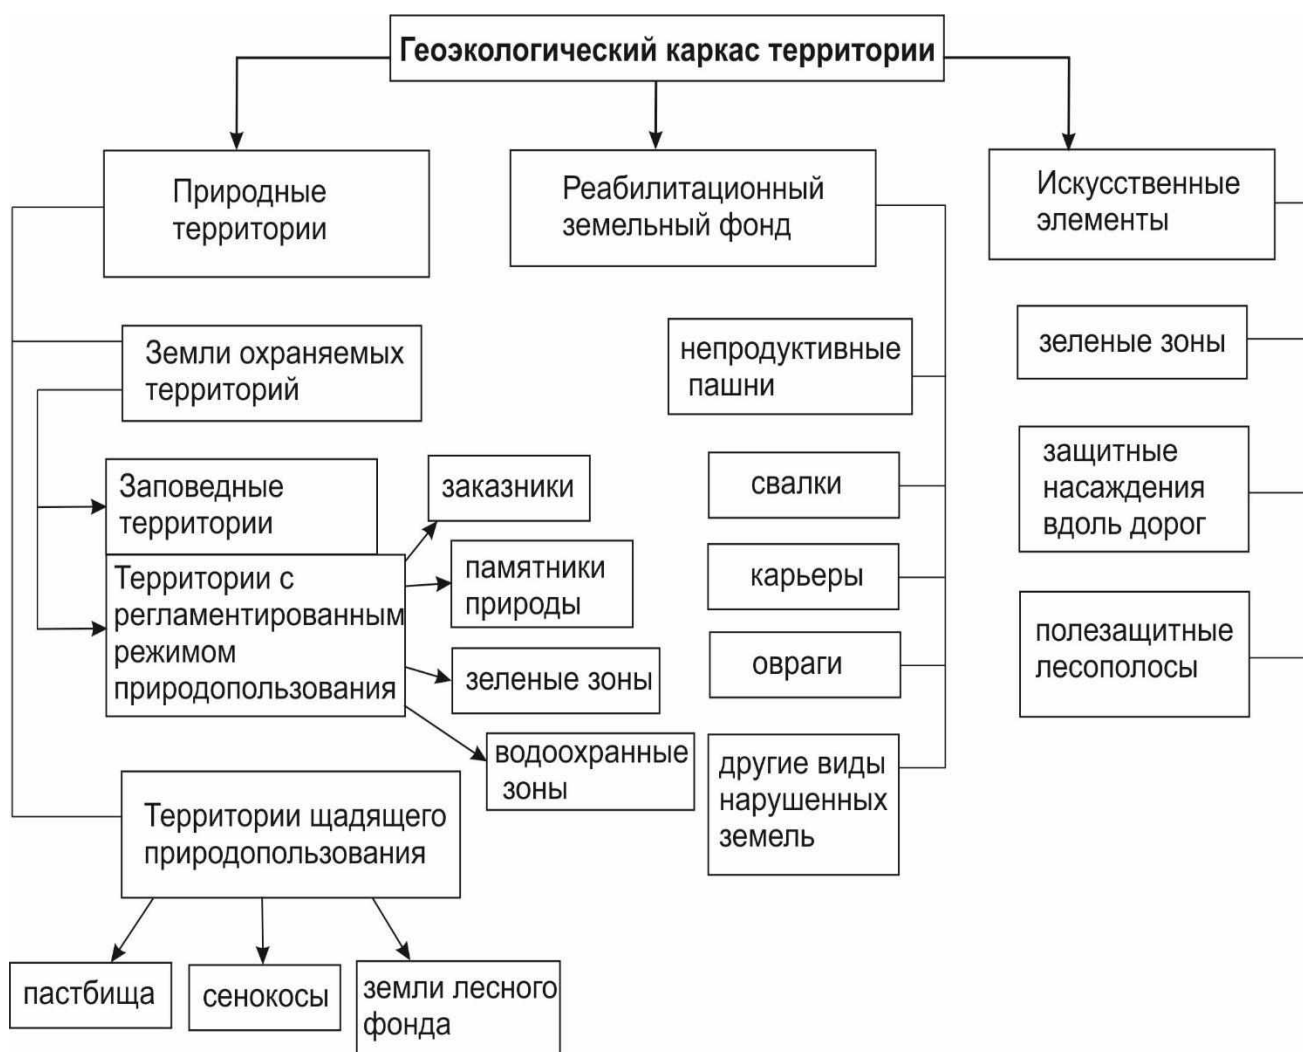 Геоэкологический каркас территории
Природные
территории
Реабилитационный
земельный фонд
Искусственные
элементы
Земли охраняемых
территорий
непродуктивные
пашни
зеленые зоны
Заповедные
территории
заказники
свалки
защитные
насаждения
вдоль дорог
Территории с
регламентированным
режимом
природопользования
памятники
природы
карьеры
зеленые зоны
овраги
полезащитные
лесополосы
водоохранные
зоны
другие виды
нарушенных
земель
Территории щадящего
природопользования
пастбища
сенокосы
земли лесного
фонда